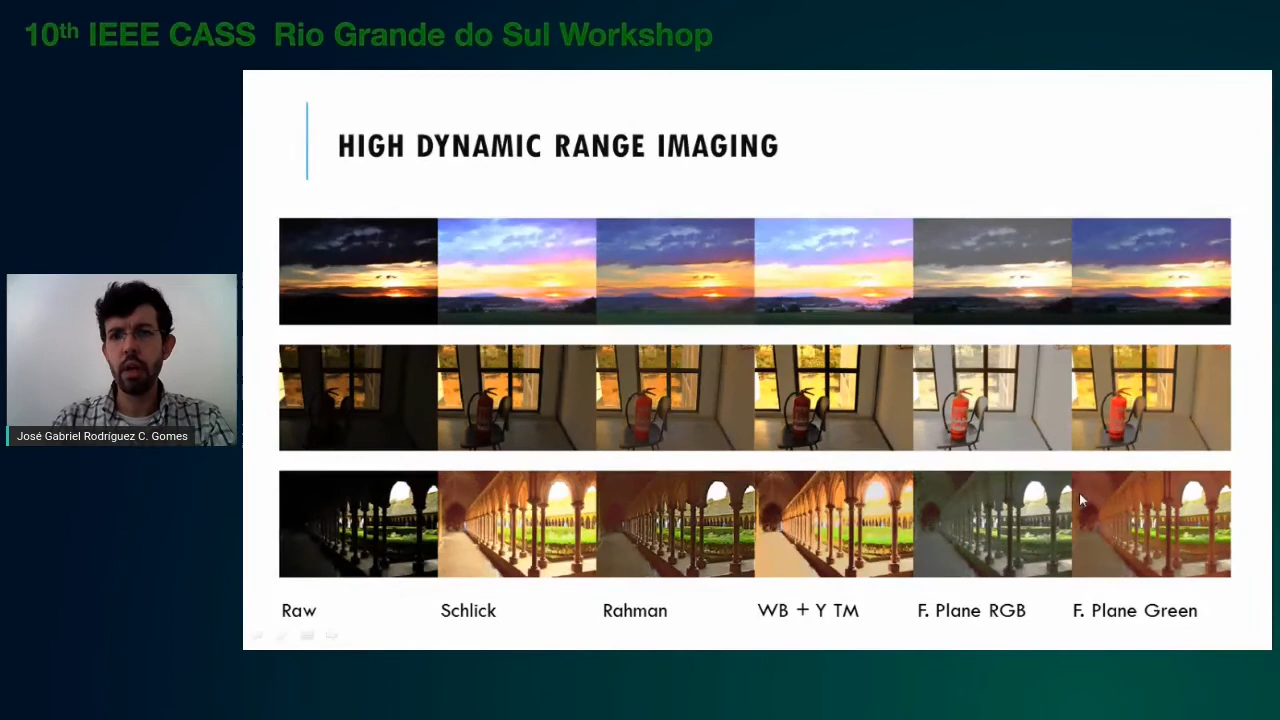 10th IEEE CASS Rio Grande do Sul Workshop
HIGH DYNAMIC RANGE IMAGING
José Gabriel Rodríguez C. Gomes
Raw Schlick Rahman WB + Y TM F. Plane RGB F. Plane Green